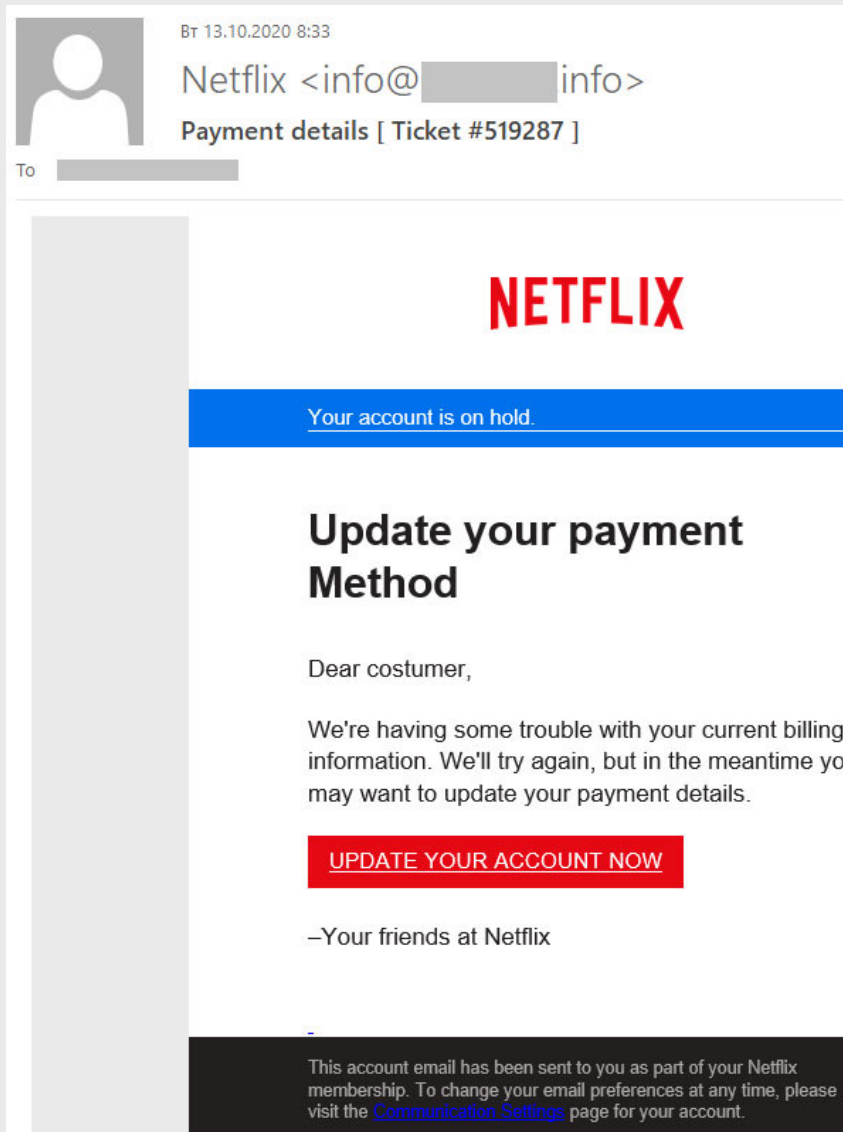 Вт 13.10.2020 8:33
Netflix <info@ info>
Payment details [ Ticket #519287 ]
To
NETFLIX
Your account is on hold.
Update your payment
Method
Dear costumer,
We're having some trouble with your current billing
information. We'll try again, but in the meantime yo
may want to update your payment details.
UPDATE YOUR ACCOUNT NOW
–Your friends at Netflix
This account email has been sent to you as part of your Netflix
membership. To change your email preferences at any time, please
visit the Communication Settings page for your account.